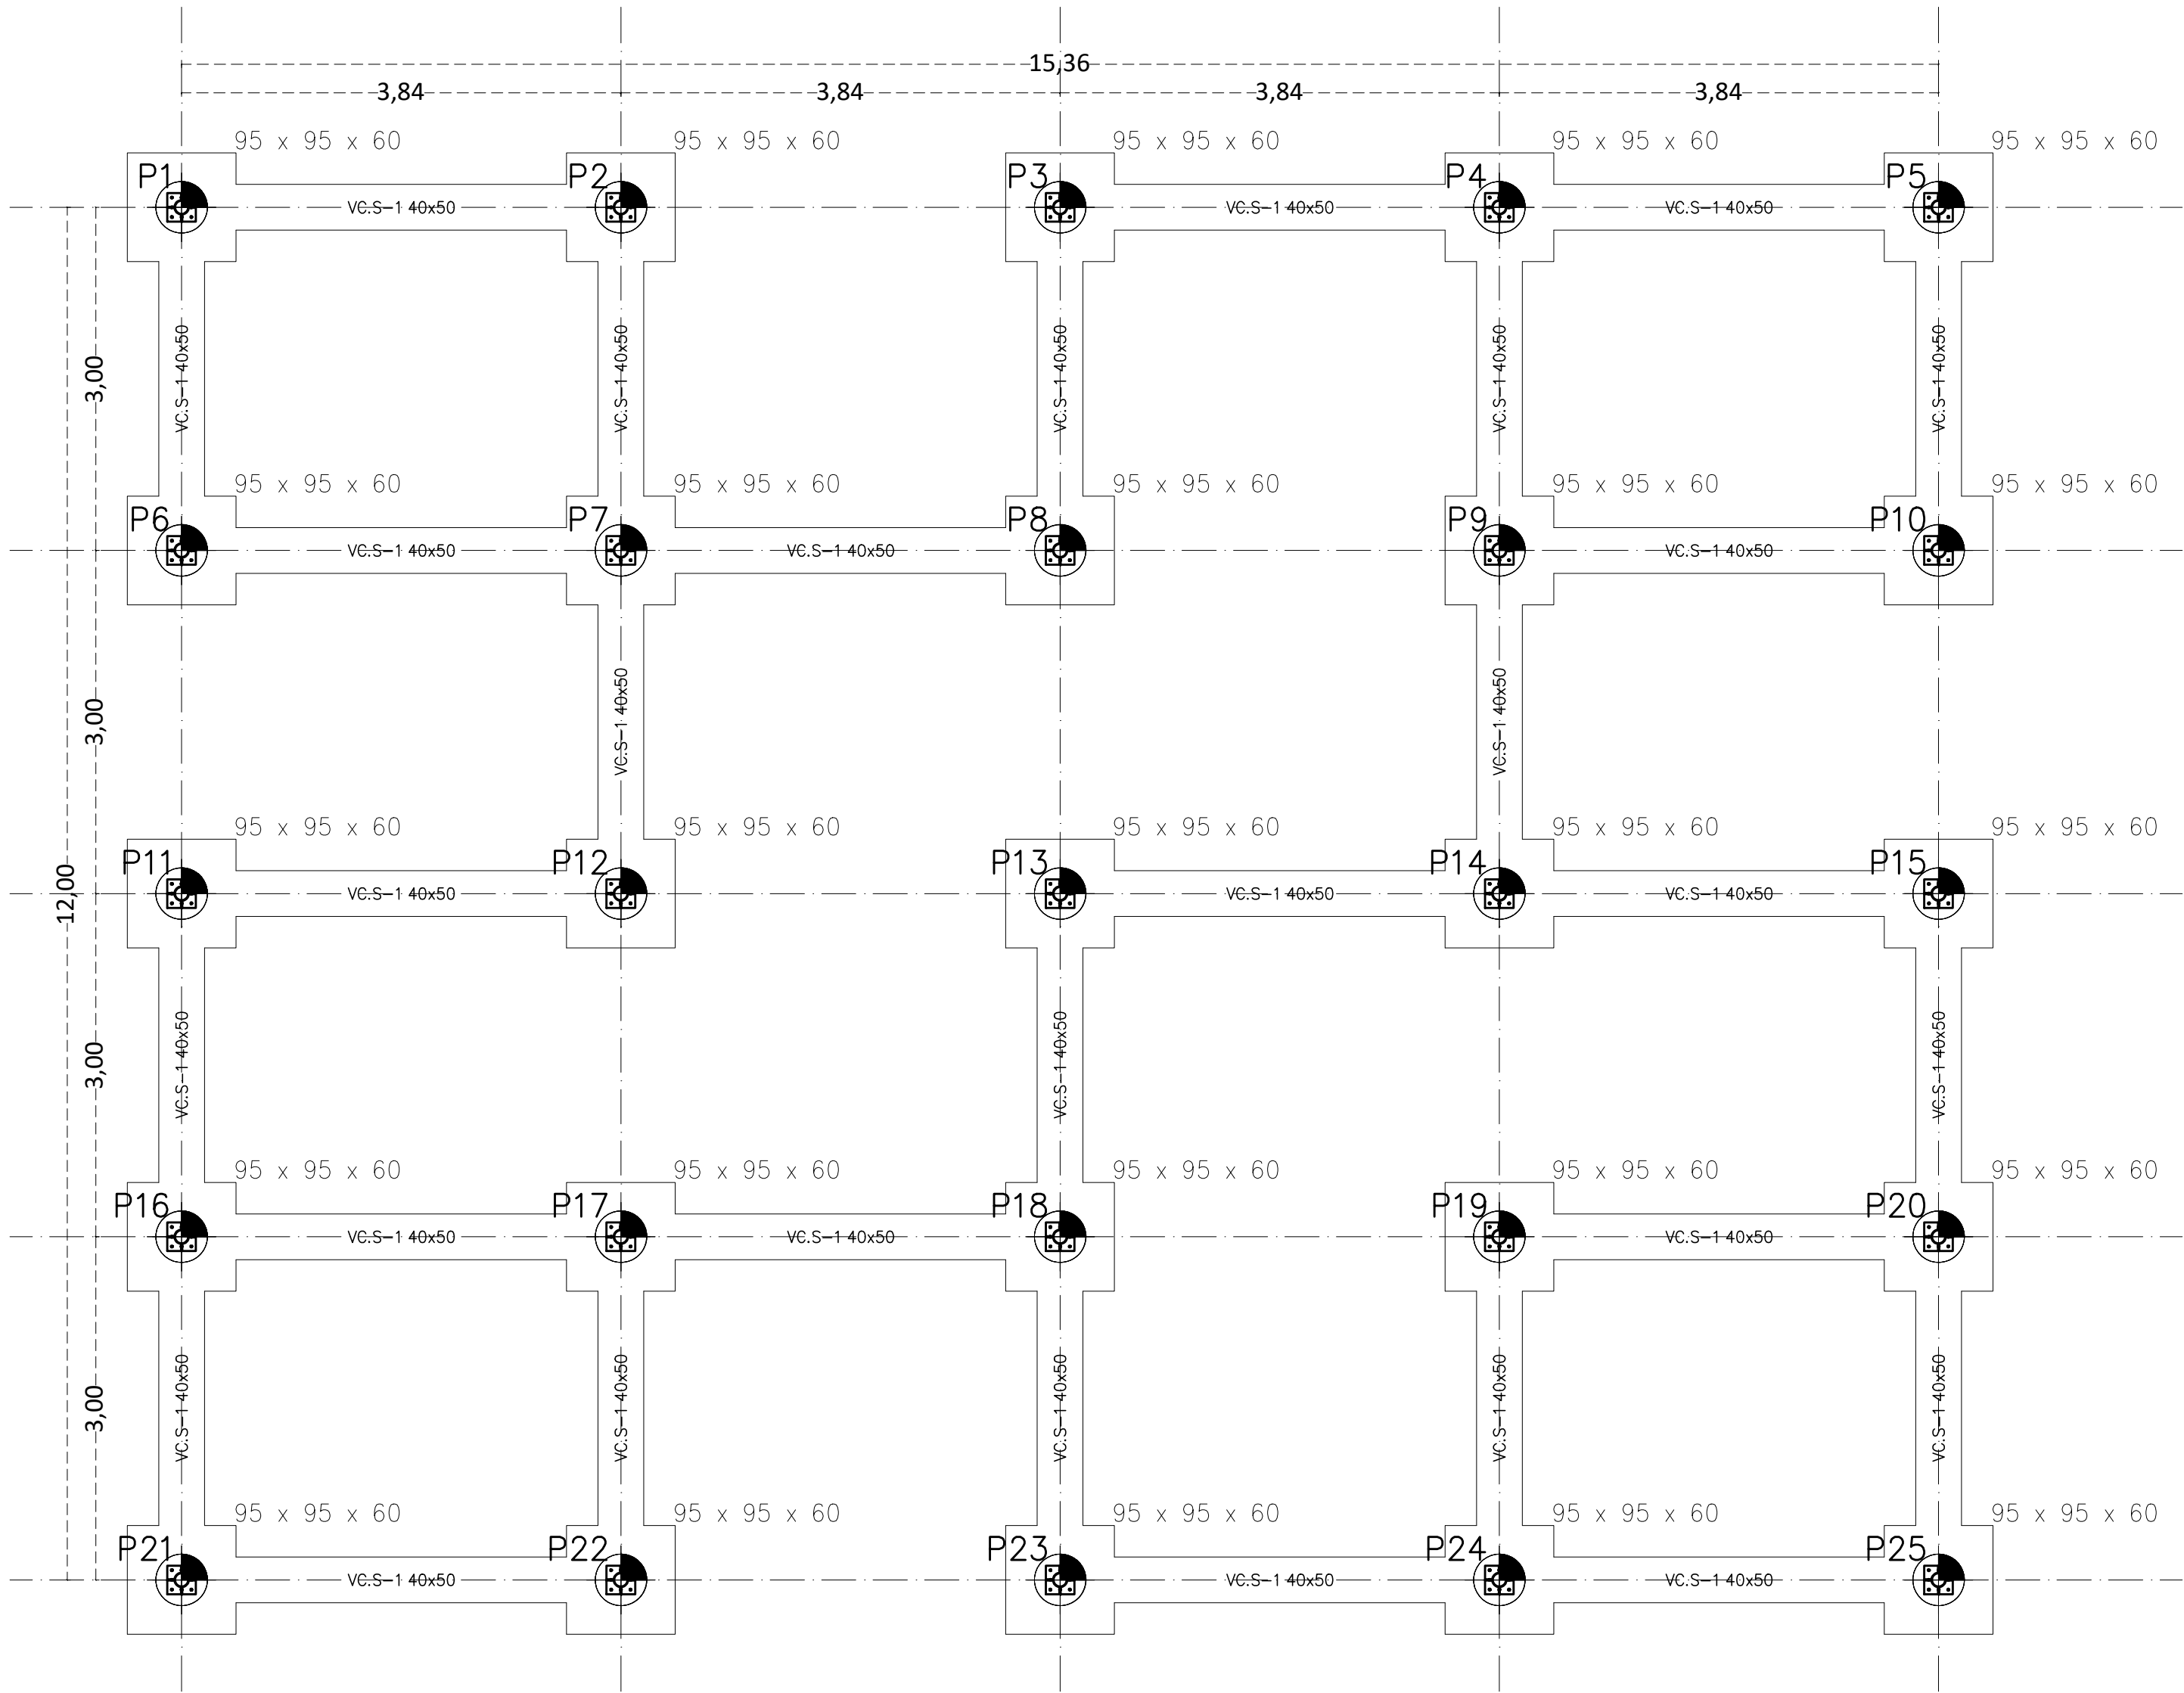 15,36
3,84 3,84 3,84 3,84
95 x 95 x 60 95 x 95 x 60 95 x 95 x 60 95 x 95 x 60 95 x 95 x 60
P1 P2 P3 P4 P5
VC.S-1 40x50 VC.S-1 40x50 VC.S-1 40x50
3,00 VC.S-1 40x50 VC.S-1 40x50 VC.S-1 40x50 VC.S-1 40x50 VC.S-1 40x50
95 x 95 x 60 95 x 95 x 60 95 x 95 x 60 95 x 95 x 60 95 x 95 x 60
P6 P7 P8 P9 P10
VC.S-1 40x50 VC.S-1 40x50 VC.S-1 40x50
3,00 VC.S-1 40x50 VC.S-1 40x50
95 x 95 x 60 95 x 95 x 60 95 x 95 x 60 95 x 95 x 60 95 x 95 x 60
P11 P12 P13 P14 P15
12,00 VC.S-1 40x50 VC.S-1 40x50 VC.S-1 40x50
3,00 VC.S-1 40x50 VC.S-1 40x50 VC.S-1 40x50
95 x 95 x 60 95 x 95 x 60 95 x 95 x 60 95 x 95 x 60 95 x 95 x 60
P16 P17 P18 P19 P20
VC.S-1 40x50 VC.S-1 40x50 VC.S-1 40x50
3,00 VC.S-1 40x50 VC.S-1 40x50 VC.S-1 40x50 VC.S-1 40x50 VC.S-1 40x50
95 x 95 x 60 95 x 95 x 60 95 x 95 x 60 95 x 95 x 60 95 x 95 x 60
P21 P22 P23 P24 P25
VC.S-1 40x50 VC.S-1 40x50 VC.S-1 40x50